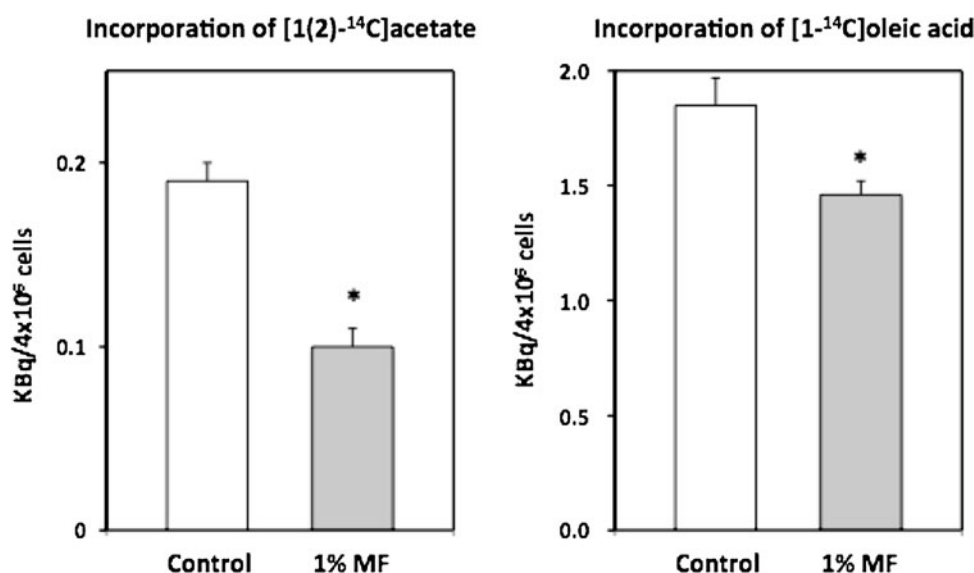 Incorporation of [1(2)-¹⁴C]acetate
KBq/4x10⁶ cells
0.2
0.1
0
*
Control
1% MF
Incorporation of [1-¹⁴C]oleic acid
KBq/4x10⁶ cells
2.0
1.5
1.0
0.5
0.0
*
Control
1% MF